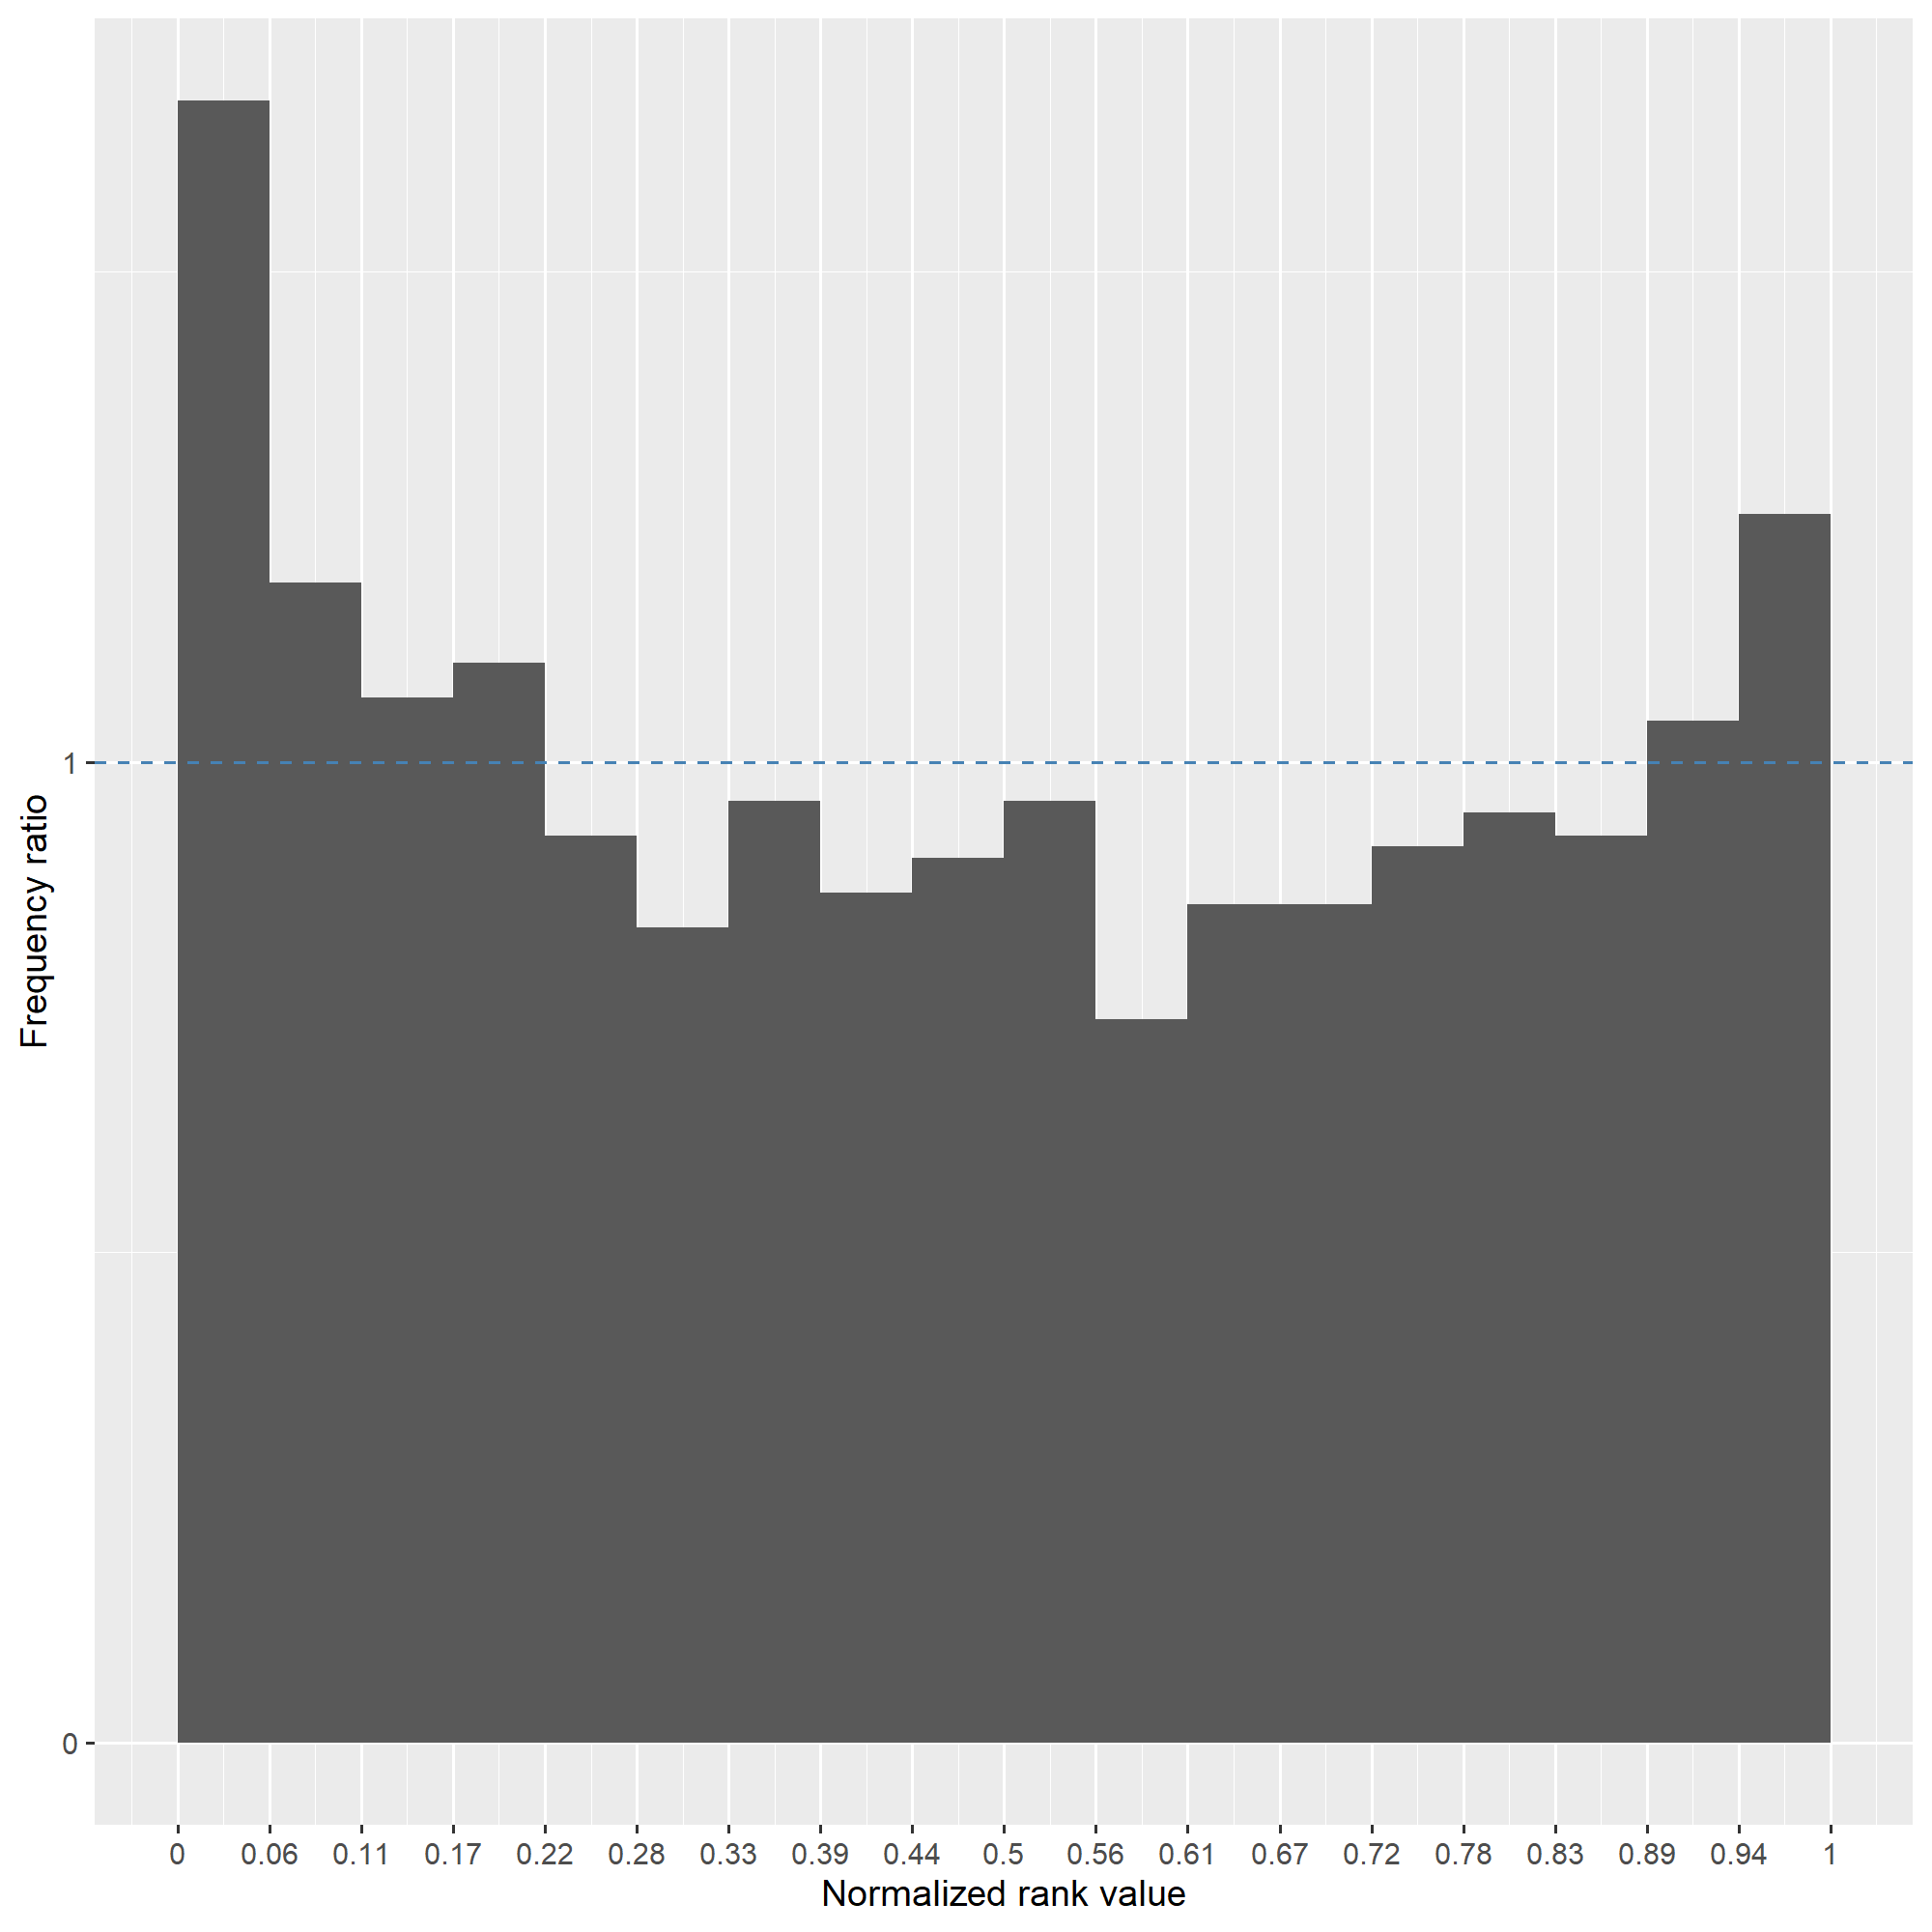 Frequency ratio
1
0
0 0.06 0.11 0.17 0.22 0.28 0.33 0.39 0.44 0.5 0.56 0.61 0.67 0.72 0.78 0.83 0.89 0.94 1
Normalized rank value